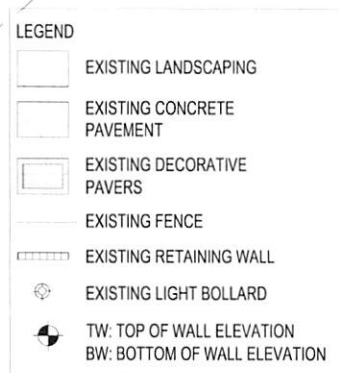 LEGEND
EXISTING LANDSCAPING
EXISTING CONCRETE
PAVEMENT
EXISTING DECORATIVE
PAVERS
EXISTING FENCE
EXISTING RETAINING WALL
EXISTING LIGHT BOLLARD
TW: TOP OF WALL ELEVATION
BW: BOTTOM OF WALL ELEVATION